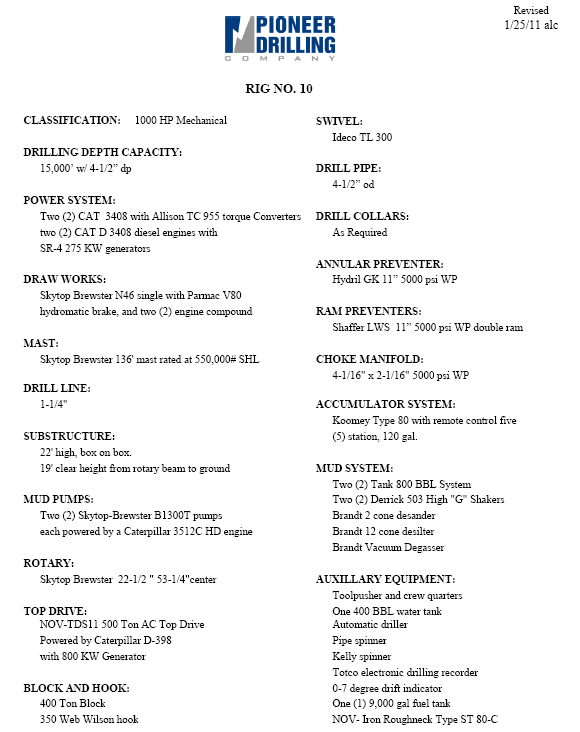 Revised
1/25/11 alc
PIONEER
DRILLING
COMPANY
RIG NO. 10
CLASSIFICATION: 1000 HP Mechanical
DRILLING DEPTH CAPACITY:
15,000’ w/ 4-1/2” dp
POWER SYSTEM:
Two (2) CAT 3408 with Allison TC 955 torque Converters
two (2) CAT D 3408 diesel engines with
SR-4 275 KW generators
DRAW WORKS:
Skytop Brewster N46 single with Parmac V80
hydromatic brake, and two (2) engine compound
MAST:
Skytop Brewster 136' mast rated at 550,000# SHL
DRILL LINE:
1-1/4"
SUBSTRUCTURE:
22' high, box on box.
19' clear height from rotary beam to ground
MUD PUMPS:
Two (2) Skytop-Brewster B1300T pumps
each powered by a Caterpillar 3512C HD engine
ROTARY:
Skytop Brewster 22-1/2 " 53-1/4"center
TOP DRIVE:
NOV-TDS11 500 Ton AC Top Drive
Powered by Caterpillar D-398
with 800 KW Generator
BLOCK AND HOOK:
400 Ton Block
350 Web Wilson hook
SWIVEL:
Ideco TL 300
DRILL PIPE:
4-1/2” od
DRILL COLLARS:
As Required
ANNULAR PREVENTER:
Hydril GK 11” 5000 psi WP
RAM PREVENTERS:
Shaffer LWS 11” 5000 psi WP double ram
CHOKE MANIFOLD:
4-1/16" x 2-1/16" 5000 psi WP
ACCUMULATOR SYSTEM:
Koomey Type 80 with remote control five
(5) station, 120 gal.
MUD SYSTEM:
Two (2) Tank 800 BBL System
Two (2) Derrick 503 High "G" Shakers
Brandt 2 cone desander
Brandt 12 cone desilter
Brandt Vacuum Degasser
AUXILLARY EQUIPMENT:
Toolpusher and crew quarters
One 400 BBL water tank
Automatic driller
Pipe spinner
Kelly spinner
Totco electronic drilling recorder
0-7 degree drift indicator
One (1) 9,000 gal fuel tank
NOV- Iron Roughneck Type ST 80-C